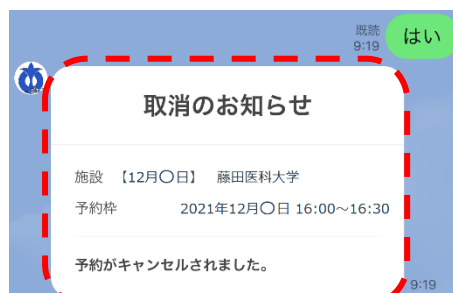 既読
9:19
はい
取消のお知らせ
施設 【12月〇日】 藤田医科大学
予約枠 2021年12月〇日 16:00～16:30
予約がキャンセルされました。
9:19